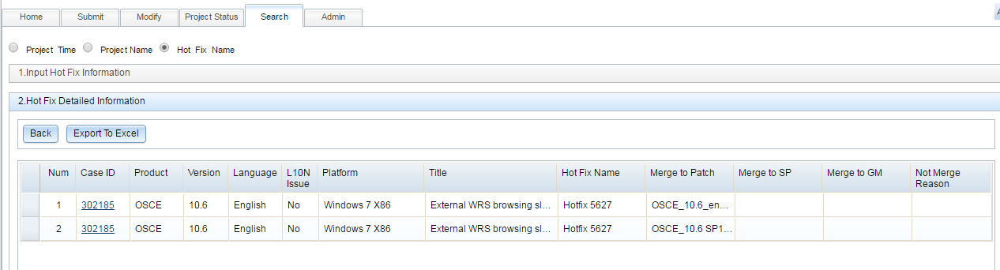 Home Submit Modify Project Status Search Admin
Project Time Project Name Hot Fix Name
1.Input Hot Fix Information
2.Hot Fix Detailed Information
Back Export To Excel
Num Case ID Product Version Language L10N Issue Platform Title Hot Fix Name Merge to Patch Merge to SP Merge to GM Not Merge Reason
1 302185 OSCE 10.6 English No Windows 7 X86 External WRS browsing sl... Hotfix 5627 OSCE_10.6_en...
2 302185 OSCE 10.6 English No Windows 7 X86 External WRS browsing sl... Hotfix 5627 OSCE_10.6 SP1...